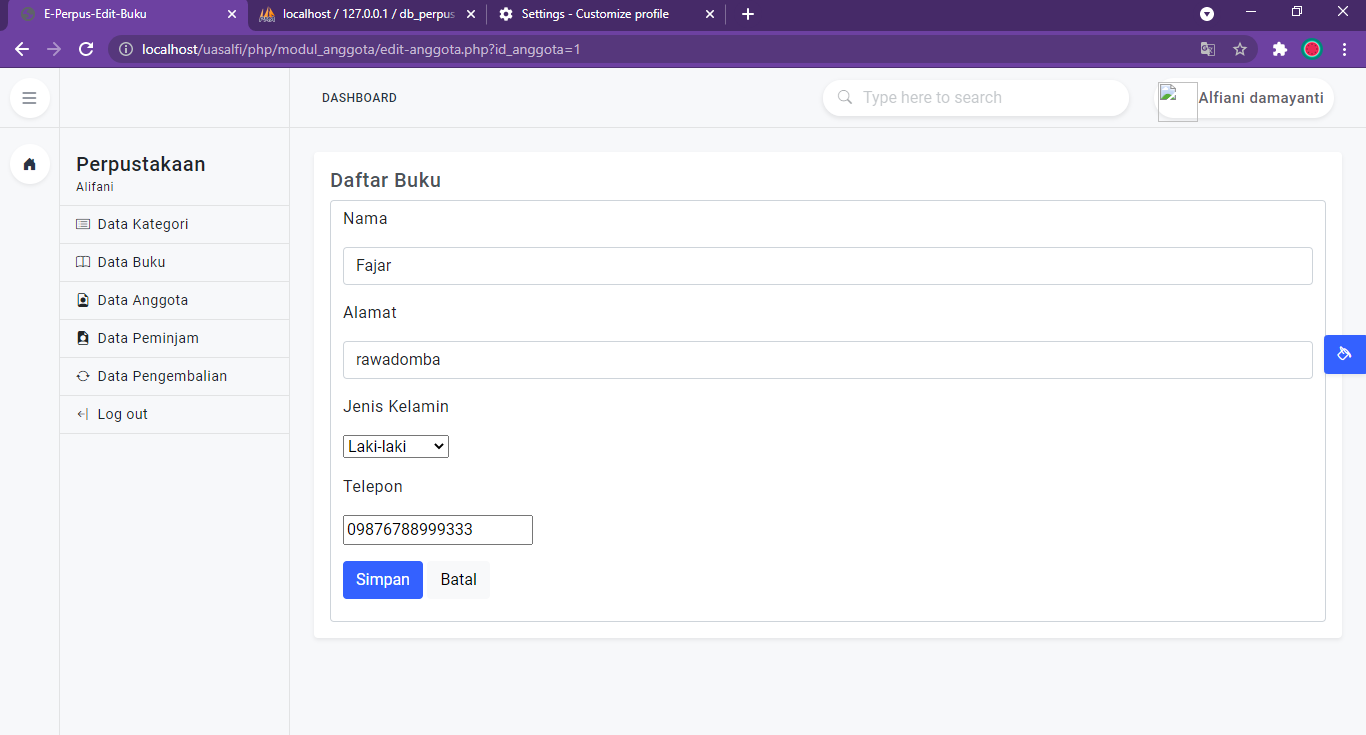 E-Perpus-Edit-Buku
localhost / 127.0.0.1 / db_perpus
Settings - Customize profile
localhost/uasalfi/php/modul_anggota/edit-anggota.php?id_anggota=1
DASHBOARD
Type here to search
Alfiani damayanti
Perpustakaan
Alifani
Data Kategori
Data Buku
Data Anggota
Data Peminjam
Data Pengembalian
Log out
Daftar Buku
Nama
Fajar
Alamat
rawadomba
Jenis Kelamin
Laki-laki
Telepon
09876788999333
Simpan
Batal